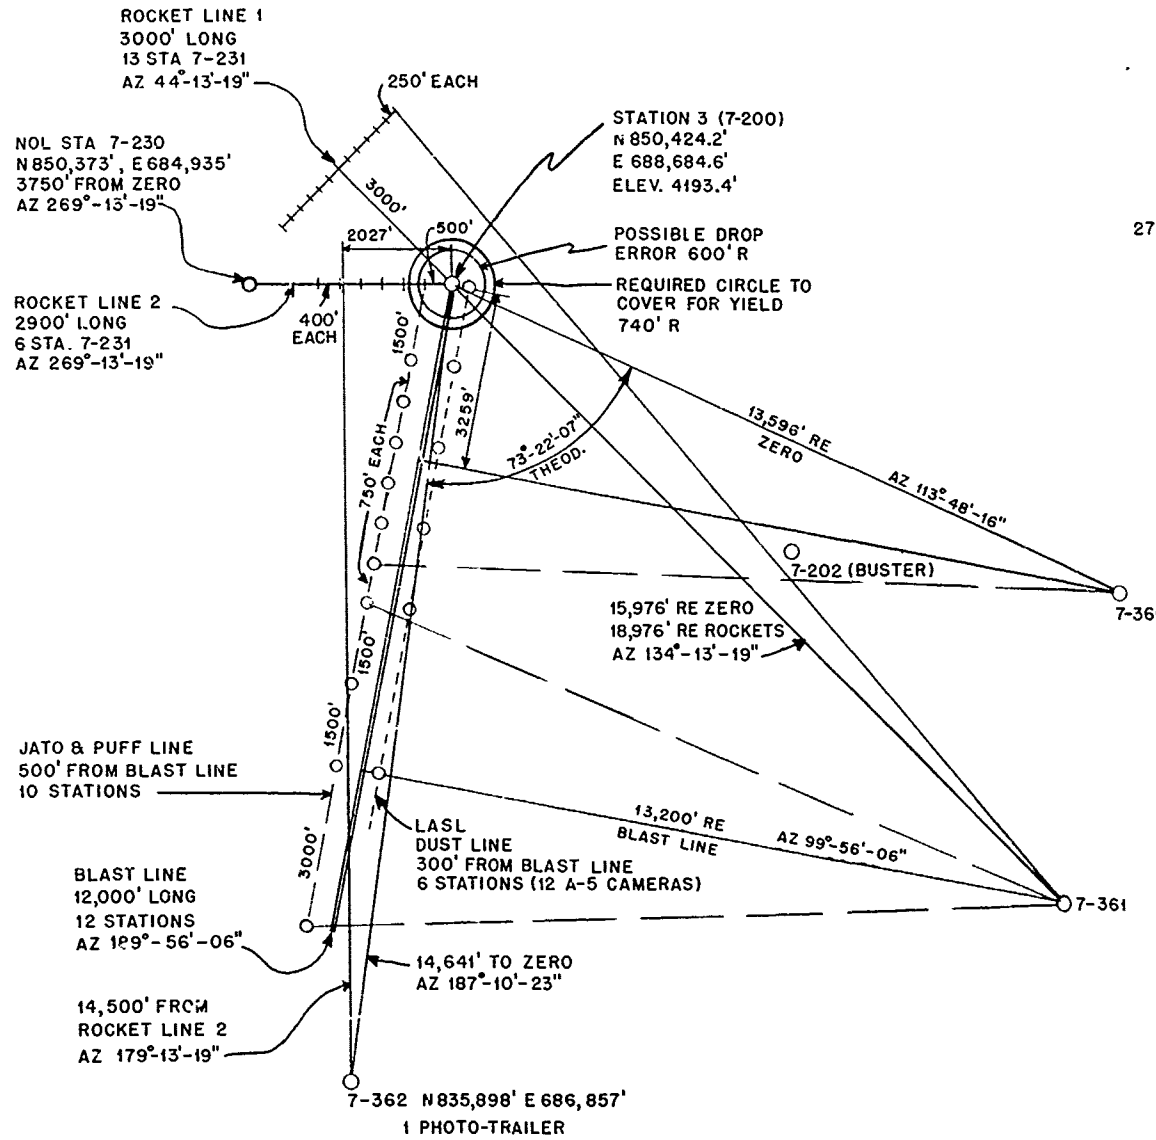 ROCKET LINE 1
3000' LONG
13 STA 7-231
AZ 44°-13'-19"
250' EACH
STATION 3 (7-200)
N 850,424.2'
E 688,684.6'
ELEV. 4193.4'
NOL STA 7-230
N 850,373', E 684,935'
3750' FROM ZERO
AZ 269°-13'-19"
3000'
2027'
500'
POSSIBLE DROP
ERROR 600' R
27
REQUIRED CIRCLE TO
COVER FOR YIELD
740' R
ROCKET LINE 2
2900' LONG
6 STA. 7-231
AZ 269°-13'-19"
400'
EACH
1500'
3259'
750' EACH
73°-22'-07"
THEOD.
13,596' RE
ZERO
AZ 113°-48'-16"
7-202 (BUSTER)
7-36
15,976' RE ZERO
18,976' RE ROCKETS
AZ 134°-13'-19"
1500'
1500'
JATO & PUFF LINE
500' FROM BLAST LINE
10 STATIONS
13,200' RE
BLAST LINE
AZ 99°-56'-06"
LASL
DUST LINE
300' FROM BLAST LINE
6 STATIONS (12 A-5 CAMERAS)
3000'
BLAST LINE
12,000' LONG
12 STATIONS
AZ 189°-56'-06"
7-361
14,641' TO ZERO
AZ 187°-10'-23"
14,500' FROM
ROCKET LINE 2
AZ 179°-13'-19"
7-362 N 835,898' E 686,857'
1 PHOTO-TRAILER